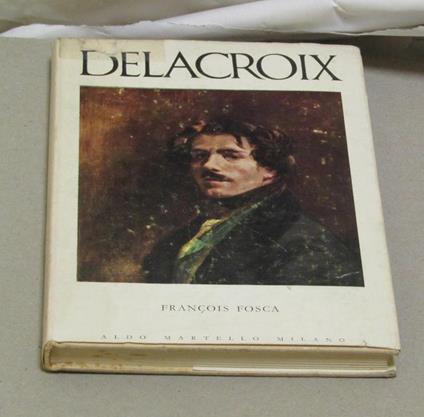 DELACROIX
FRANÇOIS FOSCA
ALDO MARTELLO MILANO